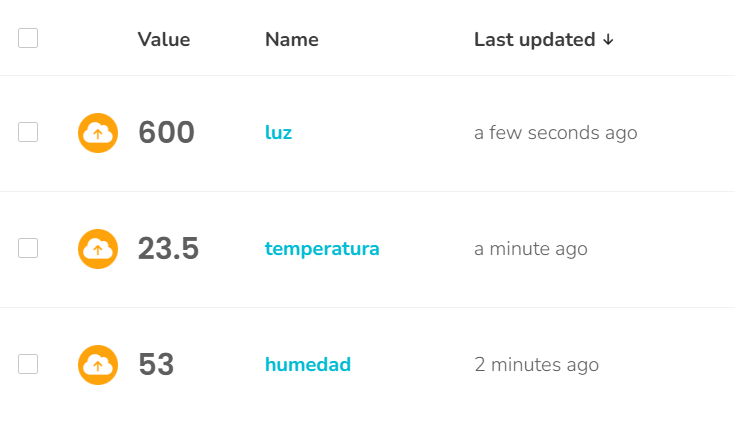 Value Name Last updated ↓
600 luz a few seconds ago
23.5 temperatura a minute ago
53 humedad 2 minutes ago